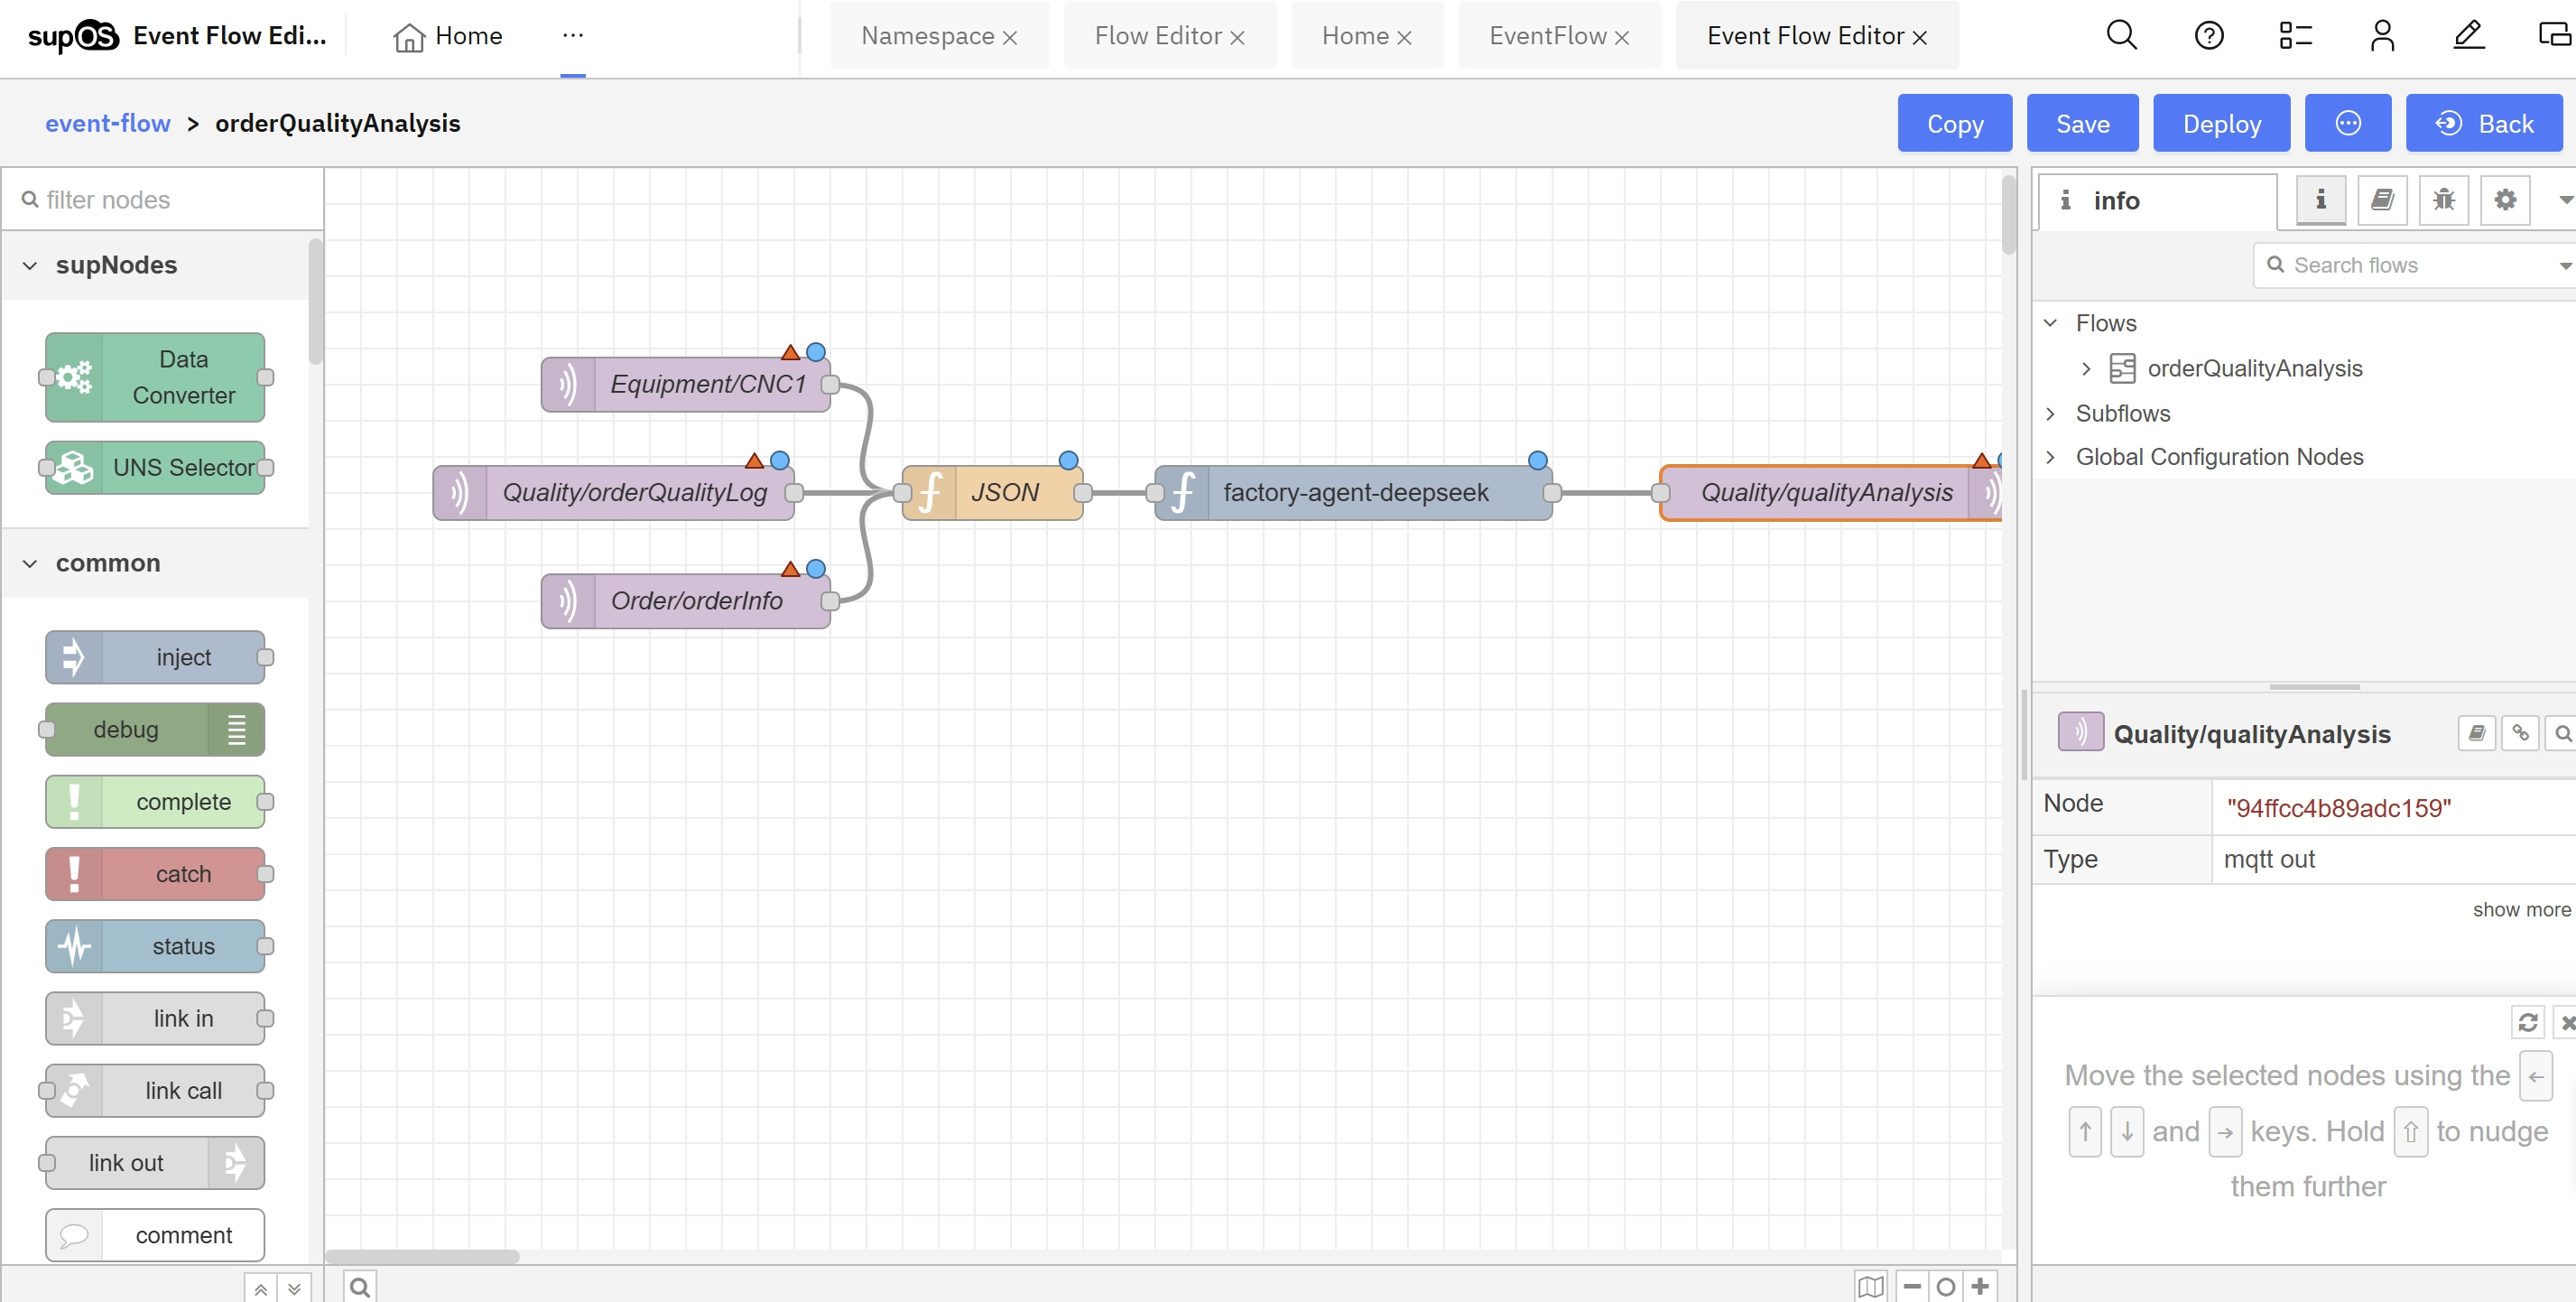 supOS Event Flow Edi... Home ... Namespace Flow Editor Home EventFlow Event Flow Editor
event-flow > orderQualityAnalysis Copy Save Deploy Back
filter nodes
supNodes
Data
Converter
UNS Selector
common
inject
debug
complete
catch
status
link in
link call
link out
comment
Equipment/CNC1
Quality/orderQualityLog JSON factory-agent-deepseek Quality/qualityAnalysis
Order/orderInfo
info
Search flows
Flows
orderQualityAnalysis
Subflows
Global Configuration Nodes
Quality/qualityAnalysis
Node "94ffcc4b89adc159"
Type mqtt out
show more
Move the selected nodes using the ←
↑ ↓ and → keys. Hold ⇧ to nudge
them further